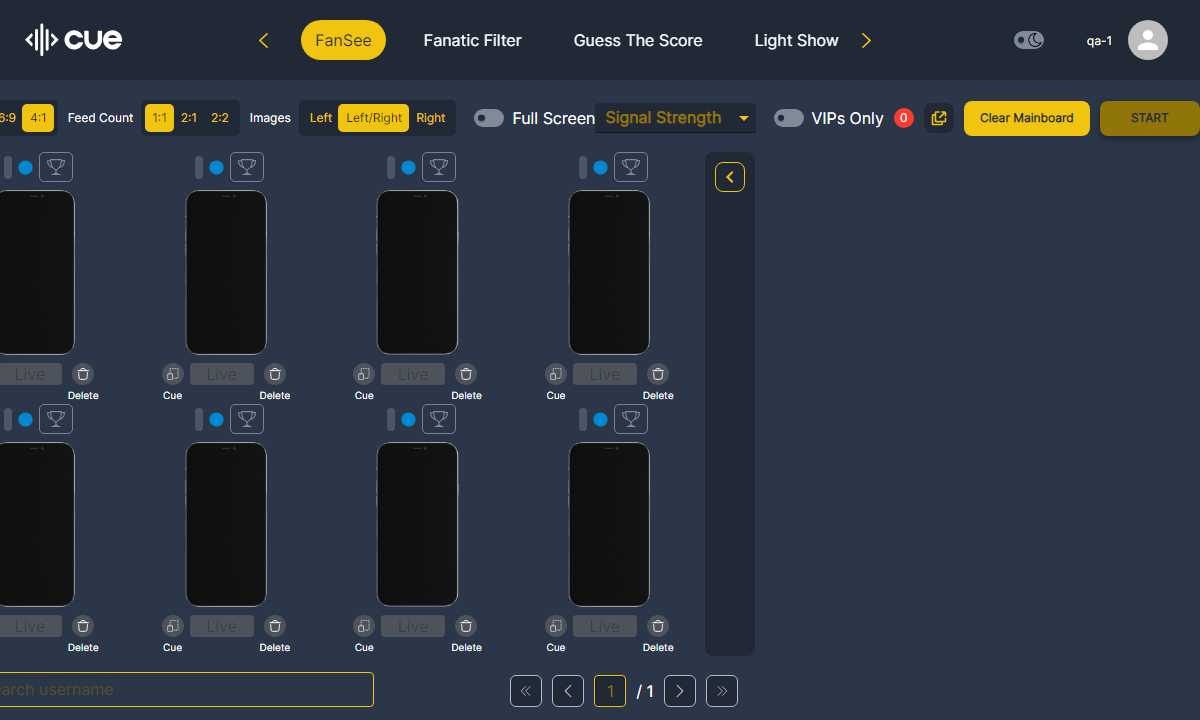 cue FanSee Fanatic Filter Guess The Score Light Show qa-1
6:9 4:1 Feed Count 1:1 2:1 2:2 Images Left Left/Right Right Full Screen Signal Strength VIPs Only 0 Clear Mainboard START
Live Live Live Live
Delete Cue Delete Cue Delete Cue Delete
Live Live Live Live
Delete Cue Delete Cue Delete Cue Delete
arch username 1 / 1